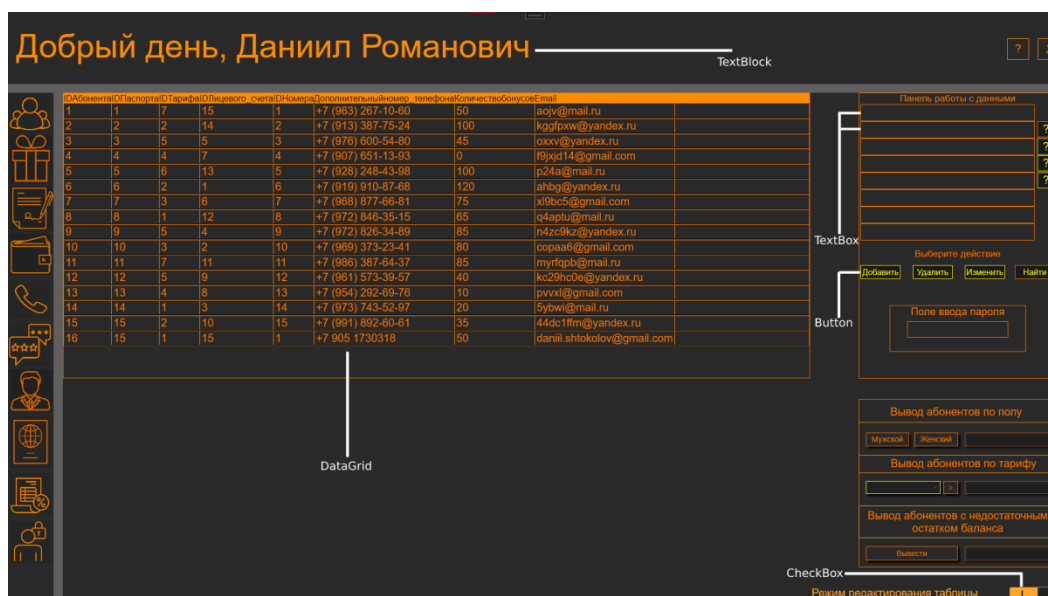 Добрый день, Даниил Романович
TextBlock
?
IDАбонента IDПаспорта IDТарифа IDЛицевого_счета IDНомера Дополнительныйномер_телефона Количествобонусов Email
1 1 7 15 1 +7 (963) 267-10-60 50 aojv@mail.ru
2 2 2 14 2 +7 (913) 387-75-24 100 kggfpxw@yandex.ru
3 3 5 5 3 +7 (976) 600-54-80 45 oxxv@yandex.ru
4 4 4 7 4 +7 (907) 651-13-93 0 f9jxjd14@gmail.com
5 5 6 13 5 +7 (928) 248-43-98 100 p24a@mail.ru
6 6 2 1 6 +7 (919) 910-87-68 120 ahbg@yandex.ru
7 7 3 6 7 +7 (968) 877-66-81 75 xl9bc5@gmail.com
8 8 1 12 8 +7 (972) 846-35-15 65 q4aptu@mail.ru
9 9 5 4 9 +7 (972) 826-34-89 85 n4zc9kz@yandex.ru
10 10 3 2 10 +7 (969) 373-23-41 80 copaa6@gmail.com
11 11 7 11 11 +7 (986) 387-64-37 85 myrfqpb@mail.ru
12 12 5 9 12 +7 (961) 573-39-57 40 kc29hc0e@yandex.ru
13 13 4 8 13 +7 (954) 292-69-76 10 pvvxl@gmail.com
14 14 1 3 14 +7 (973) 743-52-97 20 5ybwi@mail.ru
15 15 2 10 15 +7 (991) 892-60-61 35 44dc1ffm@yandex.ru
16 15 1 15 1 +7 905 1730318 50 daniil.shtokolov@gmail.com
DataGrid
Панель работы с данными
?
?
?
?
TextBox
Выберите действие
Добавить Удалить Изменить Найти
Button
Поле ввода пароля
Вывод абонентов по полу
Мужской Женский
Вывод абонентов по тарифу
>
Вывод абонентов с недостаточным
остатком баланса
Вывести
CheckBox
Режим редактирования таблицы